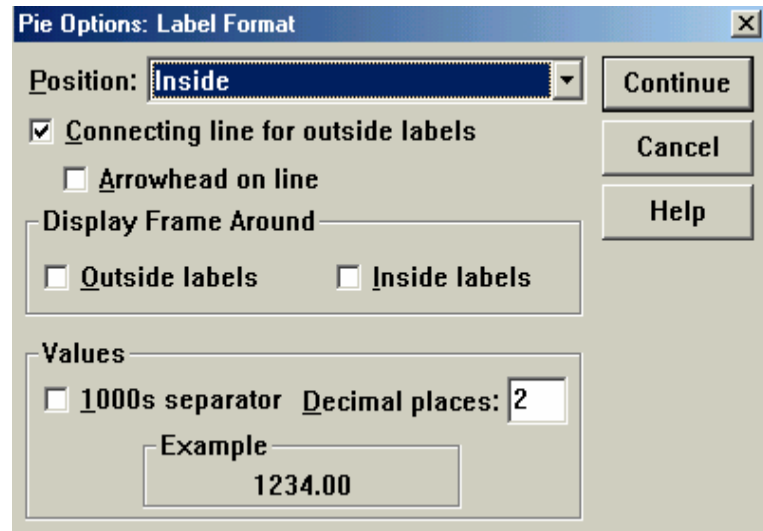 Pie Options: Label Format
Position: Inside
Continue
Connecting line for outside labels
Cancel
Arrowhead on line
Help
Display Frame Around
Outside labels Inside labels
Values
1000s separator Decimal places: 2
Example
1234.00